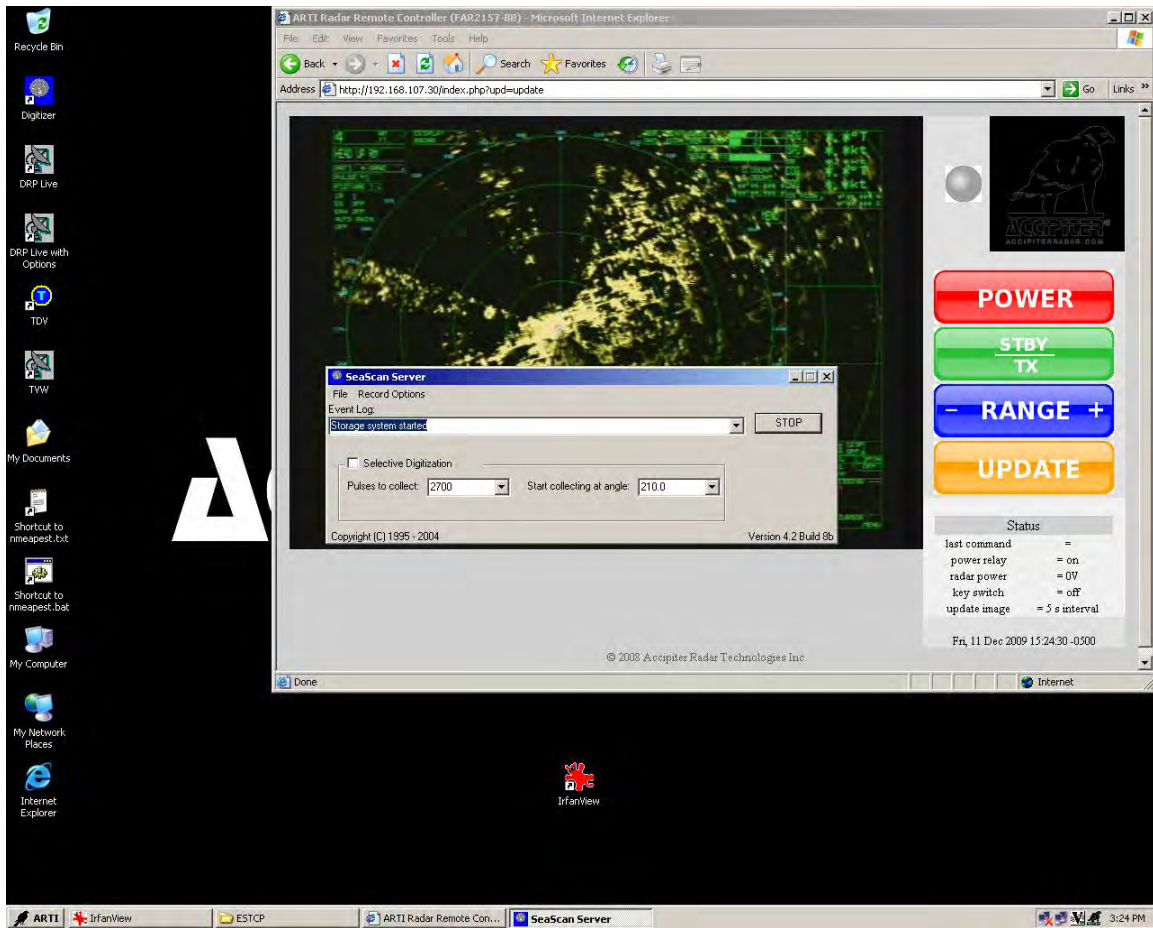 Recycle Bin
Digitizer
DRP Live
DRP Live with
Options
TDV
TVW
My Documents
Shortcut to
nmeapest.txt
Shortcut to
nmeapest.bat
My Computer
My Network
Places
Internet
Explorer
ARTI Radar Remote Controller (FAR2157-BB) - Microsoft Internet Explorer
File Edit View Favorites Tools Help
Back Search Favorites
Address http://192.168.107.30/index.php?upd=update Go Links »
DISPLAY
RADAR
ACCIPITER
ACCIPITERRADAR.COM
POWER
STBY
TX
- RANGE +
UPDATE
Status
last command =
power relay = on
radar power = 0V
key switch = off
update image = 5 s interval
Fri, 11 Dec 2009 15:24:30 -0500
SeaScan Server
File Record Options
Event Log:
Storage system started
STOP
Selective Digitization
Pulses to collect: 2700 Start collecting at angle: 210.0
Copyright (C) 1995 - 2004 Version 4.2 Build 8b
© 2008 Accipiter Radar Technologies Inc.
Done Internet
IrfanView
ARTI IrfanView ESTCP ARTI Radar Remote Con... SeaScan Server 3:24 PM